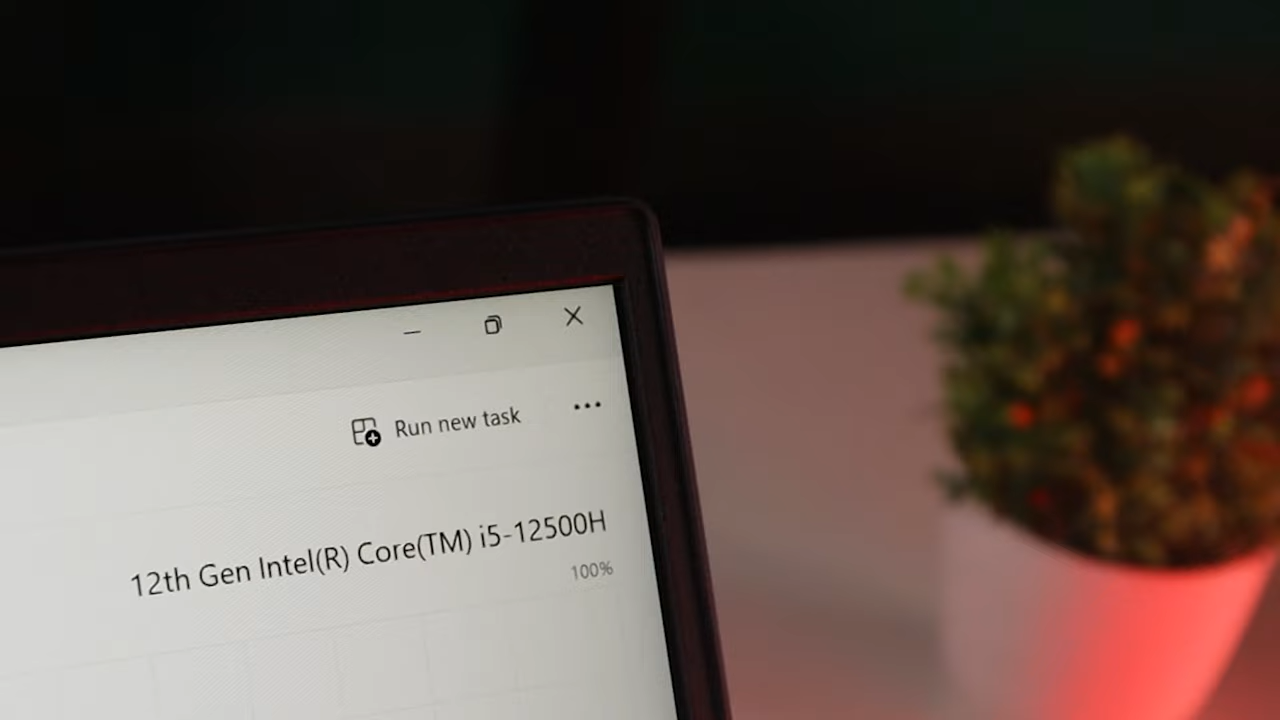 Run new task
12th Gen Intel(R) Core(TM) i5-12500H
100%